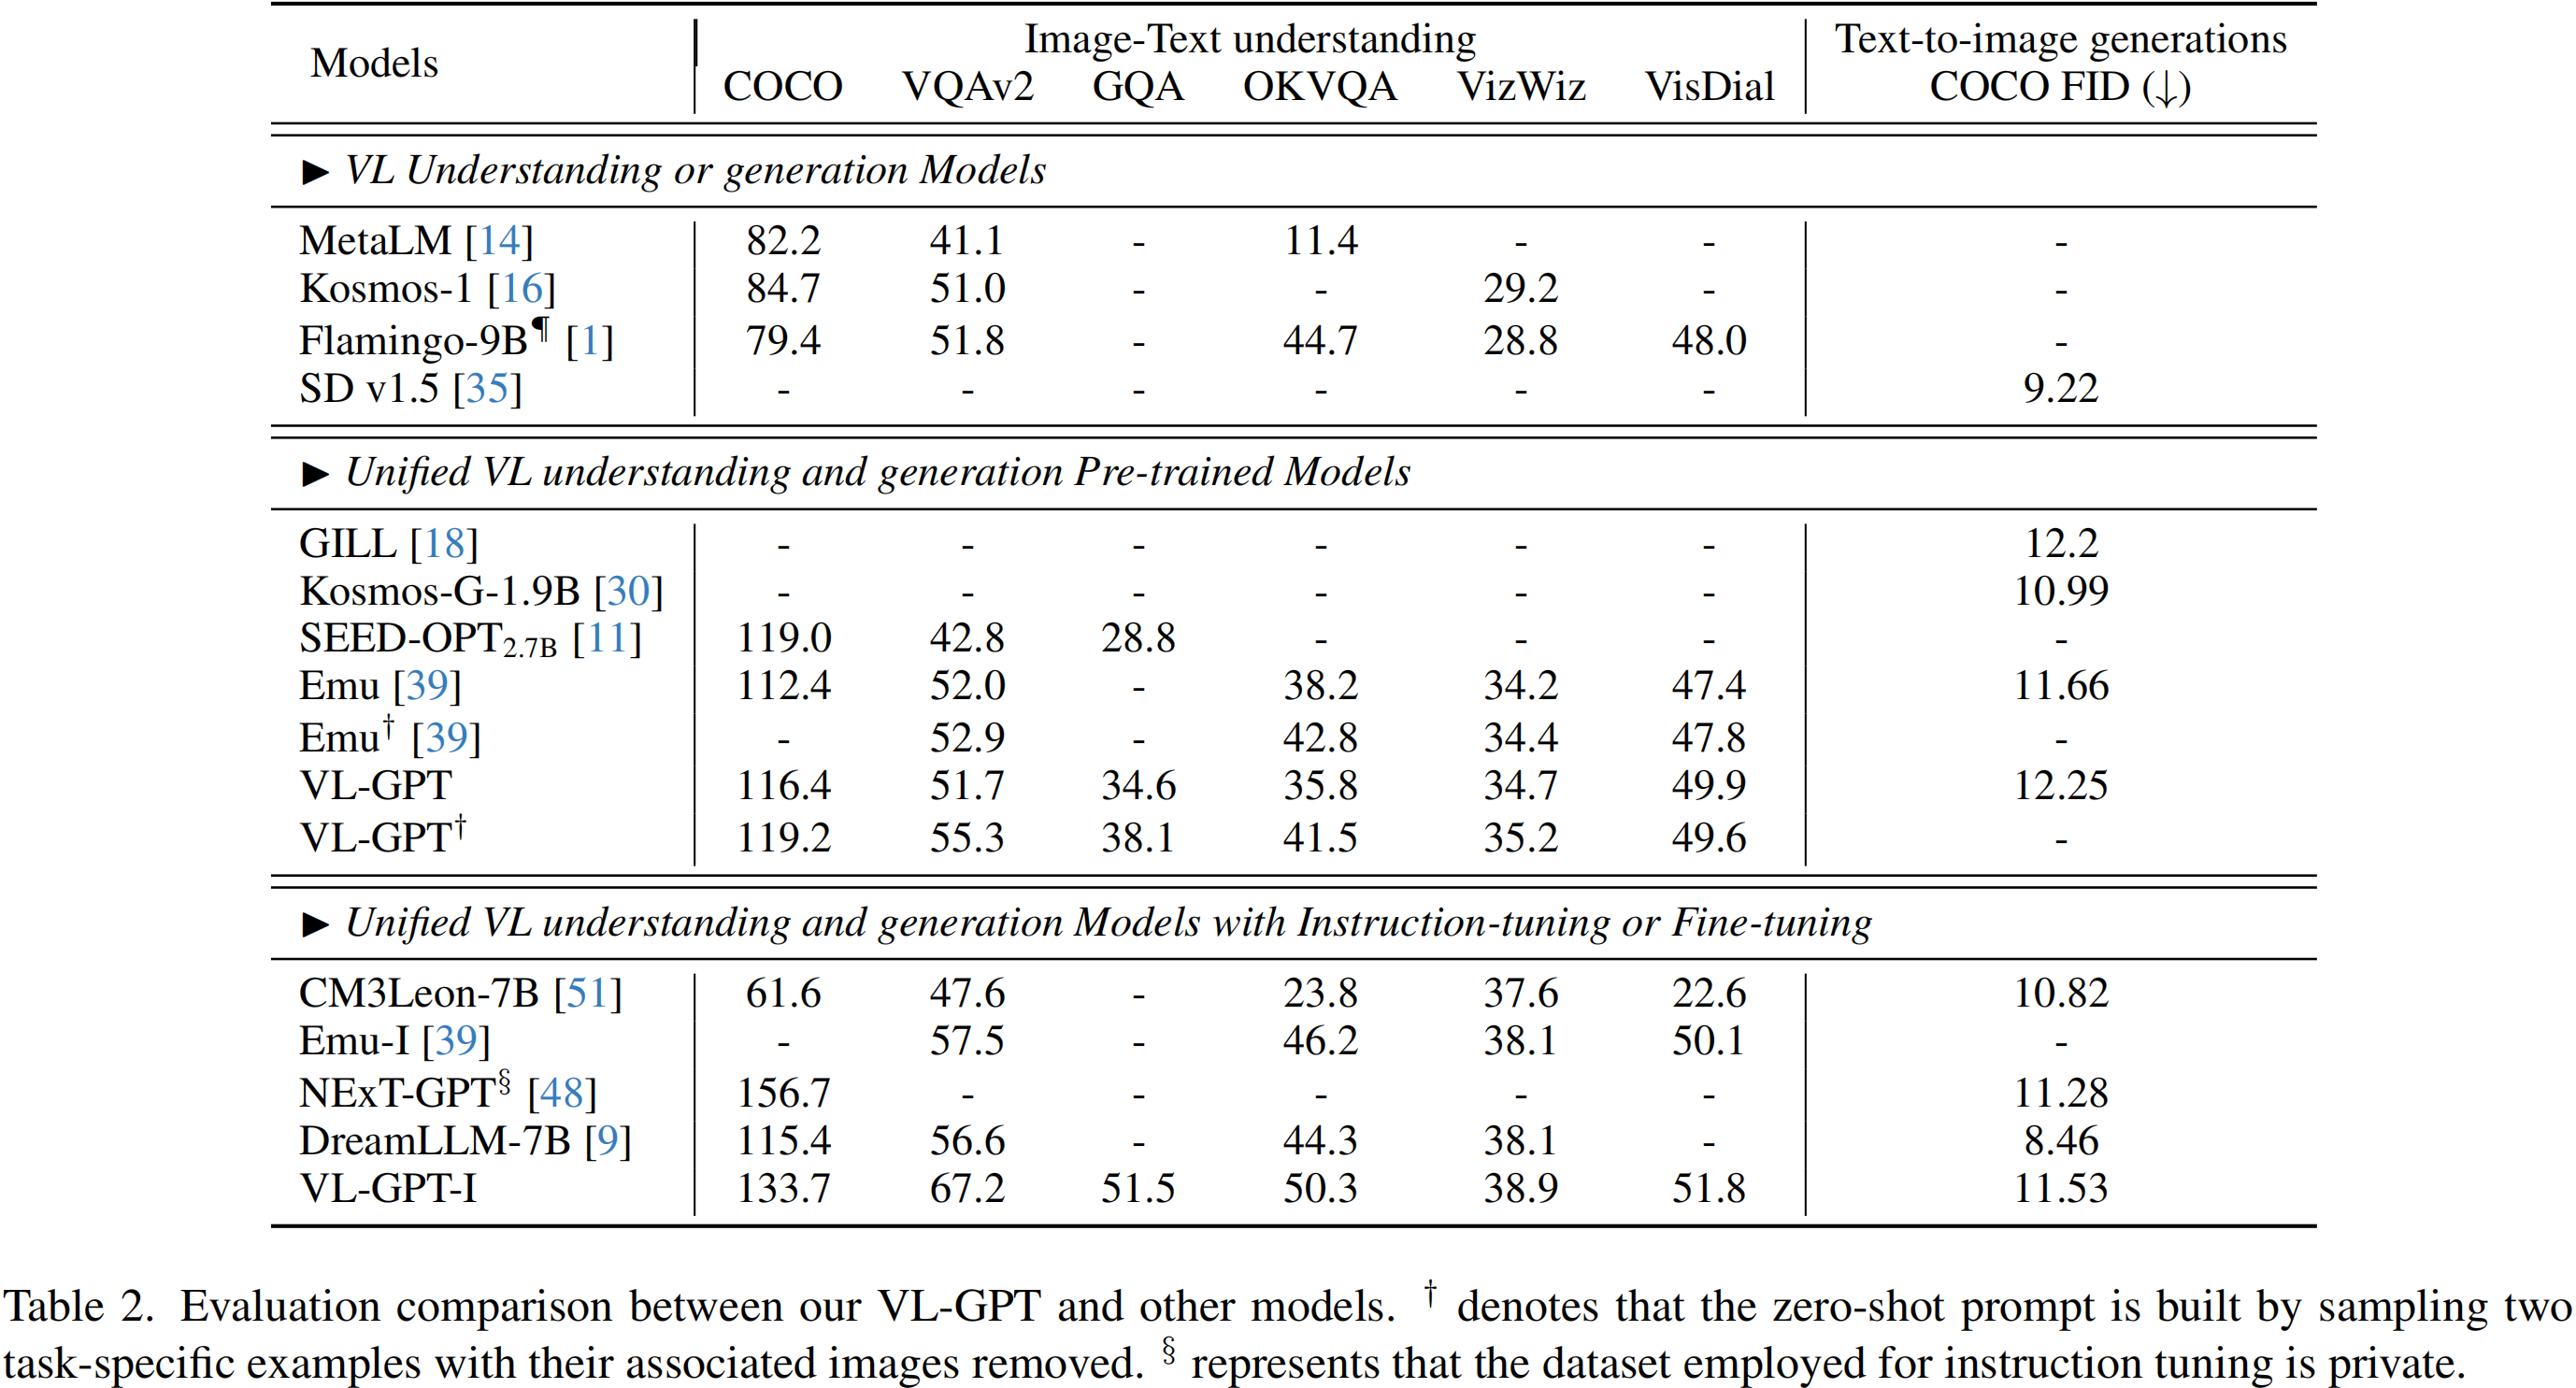 Models Image-Text understanding Text-to-image generations
COCO VQAv2 GQA OKVQA VizWiz VisDial COCO FID (↓)
► VL Understanding or generation Models
MetaLM [14] 82.2 41.1 - 11.4 - - -
Kosmos-1 [16] 84.7 51.0 - - 29.2 - -
Flamingo-9B¶ [1] 79.4 51.8 - 44.7 28.8 48.0 -
SD v1.5 [35] - - - - - - 9.22
► Unified VL understanding and generation Pre-trained Models
GILL [18] - - - - - - 12.2
Kosmos-G-1.9B [30] - - - - - - 10.99
SEED-OPT2.7B [11] 119.0 42.8 28.8 - - - -
Emu [39] 112.4 52.0 - 38.2 34.2 47.4 11.66
Emu† [39] - 52.9 - 42.8 34.4 47.8 -
VL-GPT 116.4 51.7 34.6 35.8 34.7 49.9 12.25
VL-GPT† 119.2 55.3 38.1 41.5 35.2 49.6 -
► Unified VL understanding and generation Models with Instruction-tuning or Fine-tuning
CM3Leon-7B [51] 61.6 47.6 - 23.8 37.6 22.6 10.82
Emu-I [39] - 57.5 - 46.2 38.1 50.1 -
NExT-GPT§ [48] 156.7 - - - - - 11.28
DreamLLM-7B [9] 115.4 56.6 - 44.3 38.1 - 8.46
VL-GPT-I 133.7 67.2 51.5 50.3 38.9 51.8 11.53
Table 2. Evaluation comparison between our VL-GPT and other models. † denotes that the zero-shot prompt is built by sampling two
task-specific examples with their associated images removed. § represents that the dataset employed for instruction tuning is private.